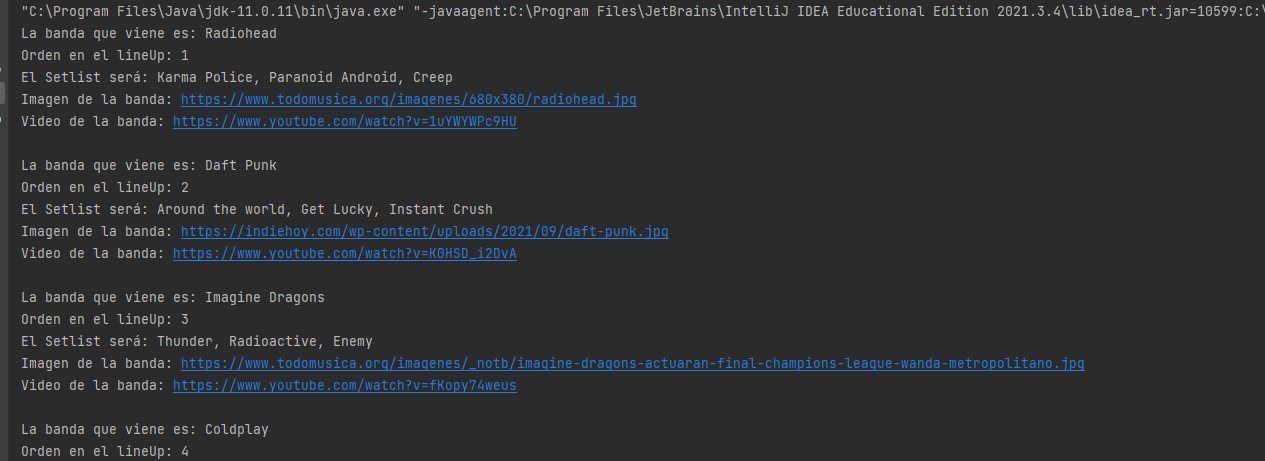 "C:\Program Files\Java\jdk-11.0.11\bin\java.exe" "-javaagent:C:\Program Files\JetBrains\IntelliJ IDEA Educational Edition 2021.3.4\lib\idea_rt.jar=10599:C:\
La banda que viene es: Radiohead
Orden en el lineUp: 1
El Setlist será: Karma Police, Paranoid Android, Creep
Imagen de la banda: https://www.todomusica.org/imagenes/680x380/radiohead.jpg
Video de la banda: https://www.youtube.com/watch?v=1uYWYWPc9HU
La banda que viene es: Daft Punk
Orden en el lineUp: 2
El Setlist será: Around the world, Get Lucky, Instant Crush
Imagen de la banda: https://indiehoy.com/wp-content/uploads/2021/09/daft-punk.jpg
Video de la banda: https://www.youtube.com/watch?v=K0HSD_i2DvA
La banda que viene es: Imagine Dragons
Orden en el lineUp: 3
El Setlist será: Thunder, Radioactive, Enemy
Imagen de la banda: https://www.todomusica.org/imagenes/_notb/imagine-dragons-actuaran-final-champions-league-wanda-metropolitano.jpg
Video de la banda: https://www.youtube.com/watch?v=fKopy74weus
La banda que viene es: Coldplay
Orden en el lineUp: 4